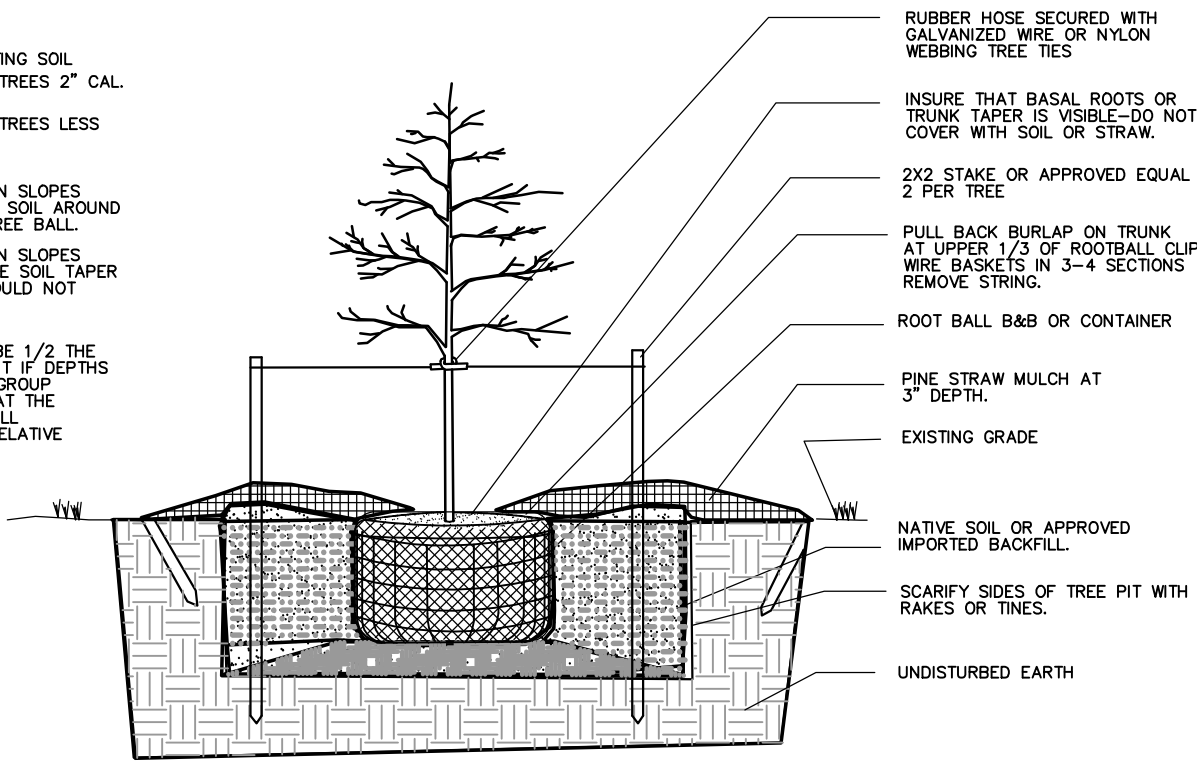 TING SOIL
TREES 2” CAL.
TREES LESS
N SLOPES
SOIL AROUND
REE BALL.
N SLOPES
E SOIL TAPER
OULD NOT
BE 1/2 THE
T IF DEPTHS
GROUP
AT THE
LL
ELATIVE
RUBBER HOSE SECURED WITH
GALVANIZED WIRE OR NYLON
WEBBING TREE TIES
INSURE THAT BASAL ROOTS OR
TRUNK TAPER IS VISIBLE–DO NOT
COVER WITH SOIL OR STRAW.
2X2 STAKE OR APPROVED EQUAL
2 PER TREE
PULL BACK BURLAP ON TRUNK
AT UPPER 1/3 OF ROOTBALL CLIP
WIRE BASKETS IN 3–4 SECTIONS
REMOVE STRING.
ROOT BALL B&B OR CONTAINER
PINE STRAW MULCH AT
3” DEPTH.
EXISTING GRADE
NATIVE SOIL OR APPROVED
IMPORTED BACKFILL.
SCARIFY SIDES OF TREE PIT WITH
RAKES OR TINES.
UNDISTURBED EARTH